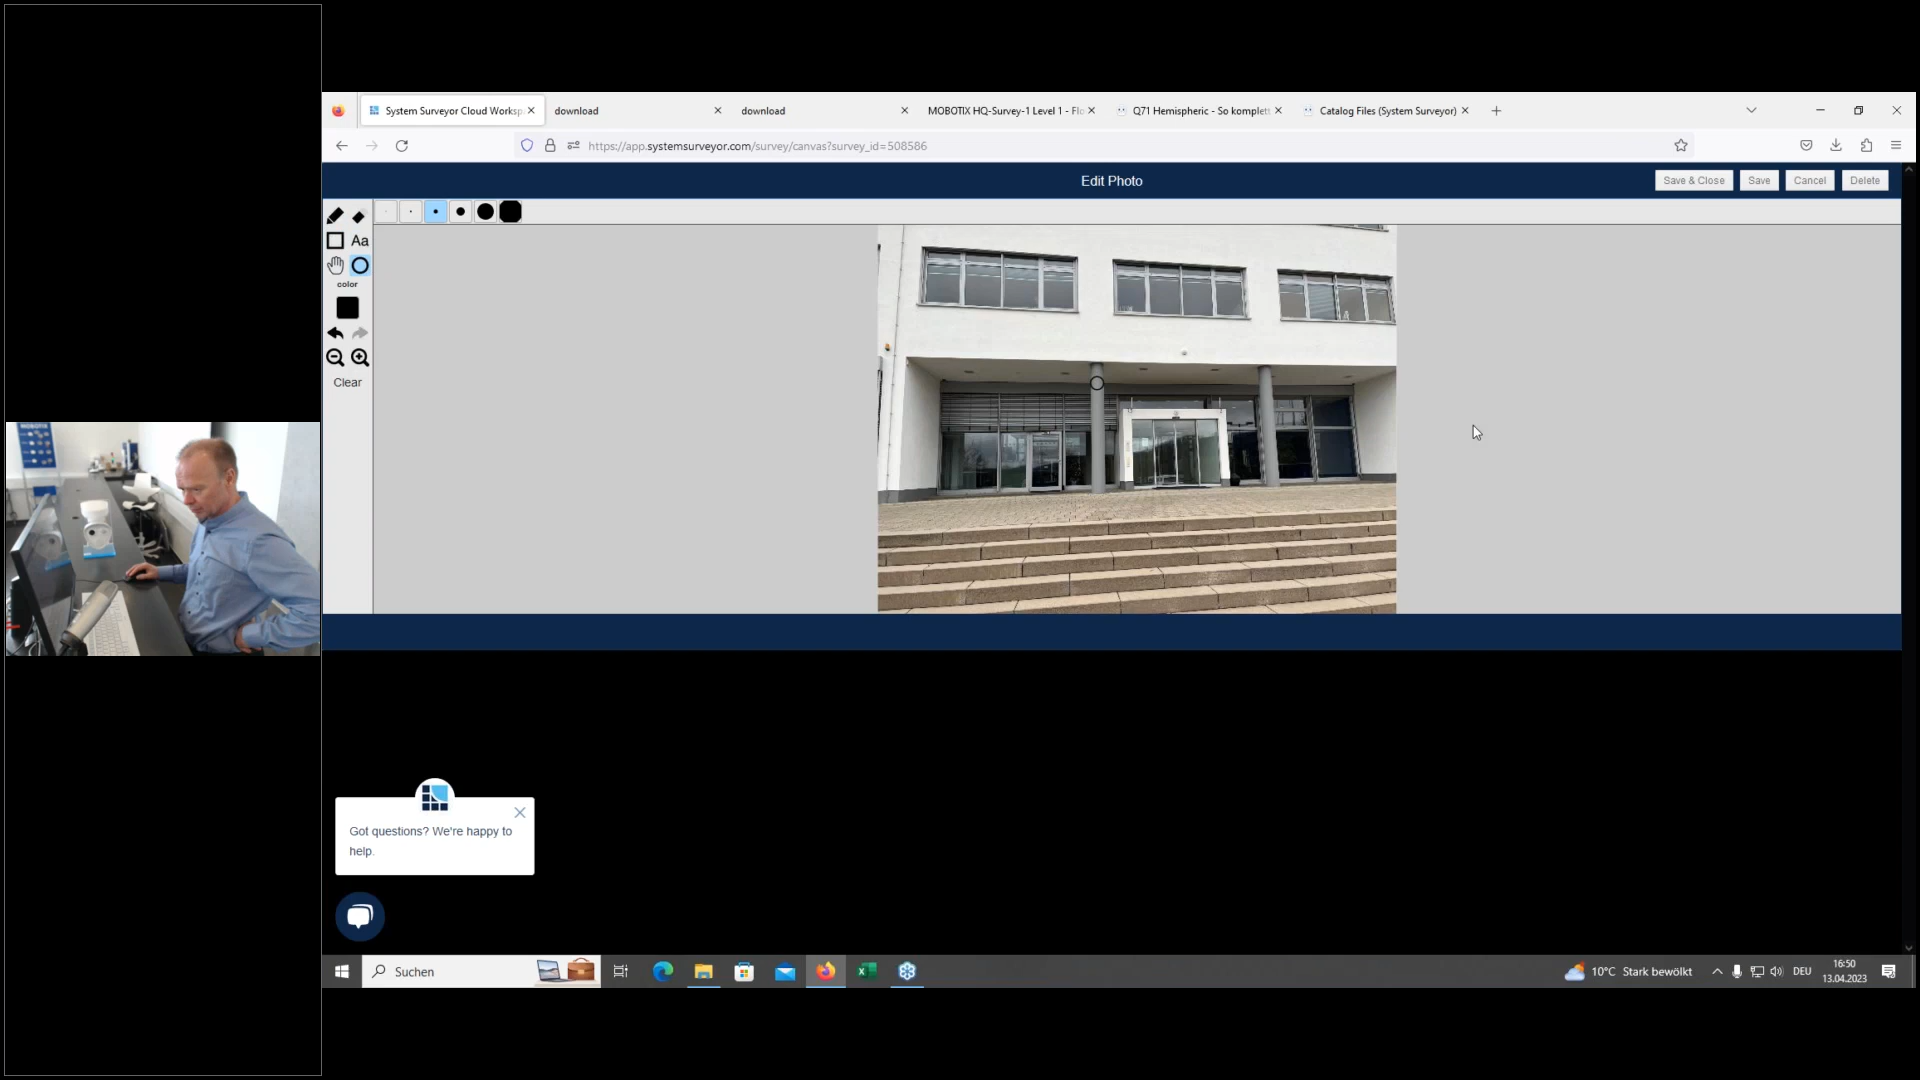 System Surveyor Cloud Worksp
download
download
MOBOTIX HQ-Survey-1 Level 1 - Flo
Q71 Hemispheric - So komplett
Catalog Files (System Surveyor)
https://app.systemsurveyor.com/survey/canvas?survey_id=508586
Edit Photo
Save & Close
Save
Cancel
Delete
Aa
color
Clear
MOBOTIX
Got questions? We're happy to
help.
Suchen
10°C Stark bewölkt
DEU
16:50
13.04.2023